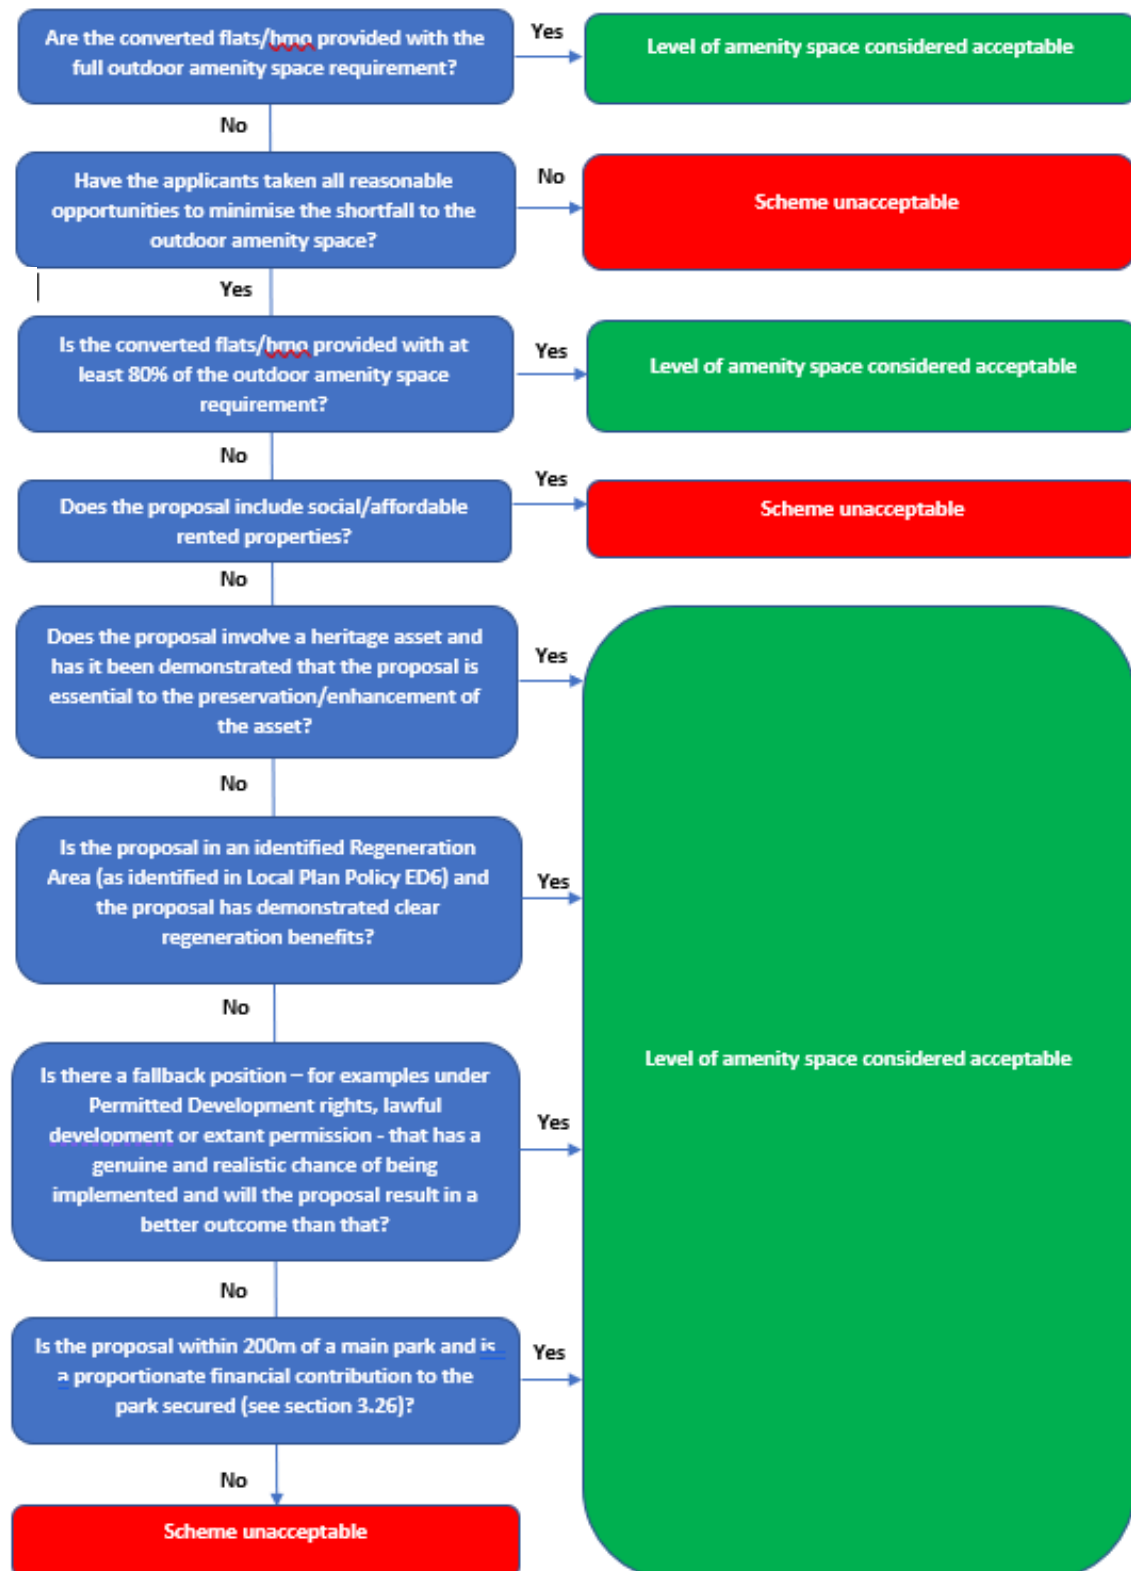 Are the converted flats/hmo provided with the
full outdoor amenity space requirement?
Yes
Level of amenity space considered acceptable
No
Have the applicants taken all reasonable
opportunities to minimise the shortfall to the
outdoor amenity space?
No
Scheme unacceptable
Yes
Is the converted flats/hmo provided with at
least 80% of the outdoor amenity space
requirement?
Yes
Level of amenity space considered acceptable
No
Does the proposal include social/affordable
rented properties?
Yes
Scheme unacceptable
No
Does the proposal involve a heritage asset and
has it been demonstrated that the proposal is
essential to the preservation/enhancement of
the asset?
Yes
No
Is the proposal in an identified Regeneration
Area (as identified in Local Plan Policy ED6) and
the proposal has demonstrated clear
regeneration benefits?
Yes
No
Is there a fallback position – for examples under
Permitted Development rights, lawful
development or extant permission - that has a
genuine and realistic chance of being
implemented and will the proposal result in a
better outcome than that?
Yes
Level of amenity space considered acceptable
No
Is the proposal within 200m of a main park and is
a proportionate financial contribution to the
park secured (see section 3.26)?
Yes
No
Scheme unacceptable